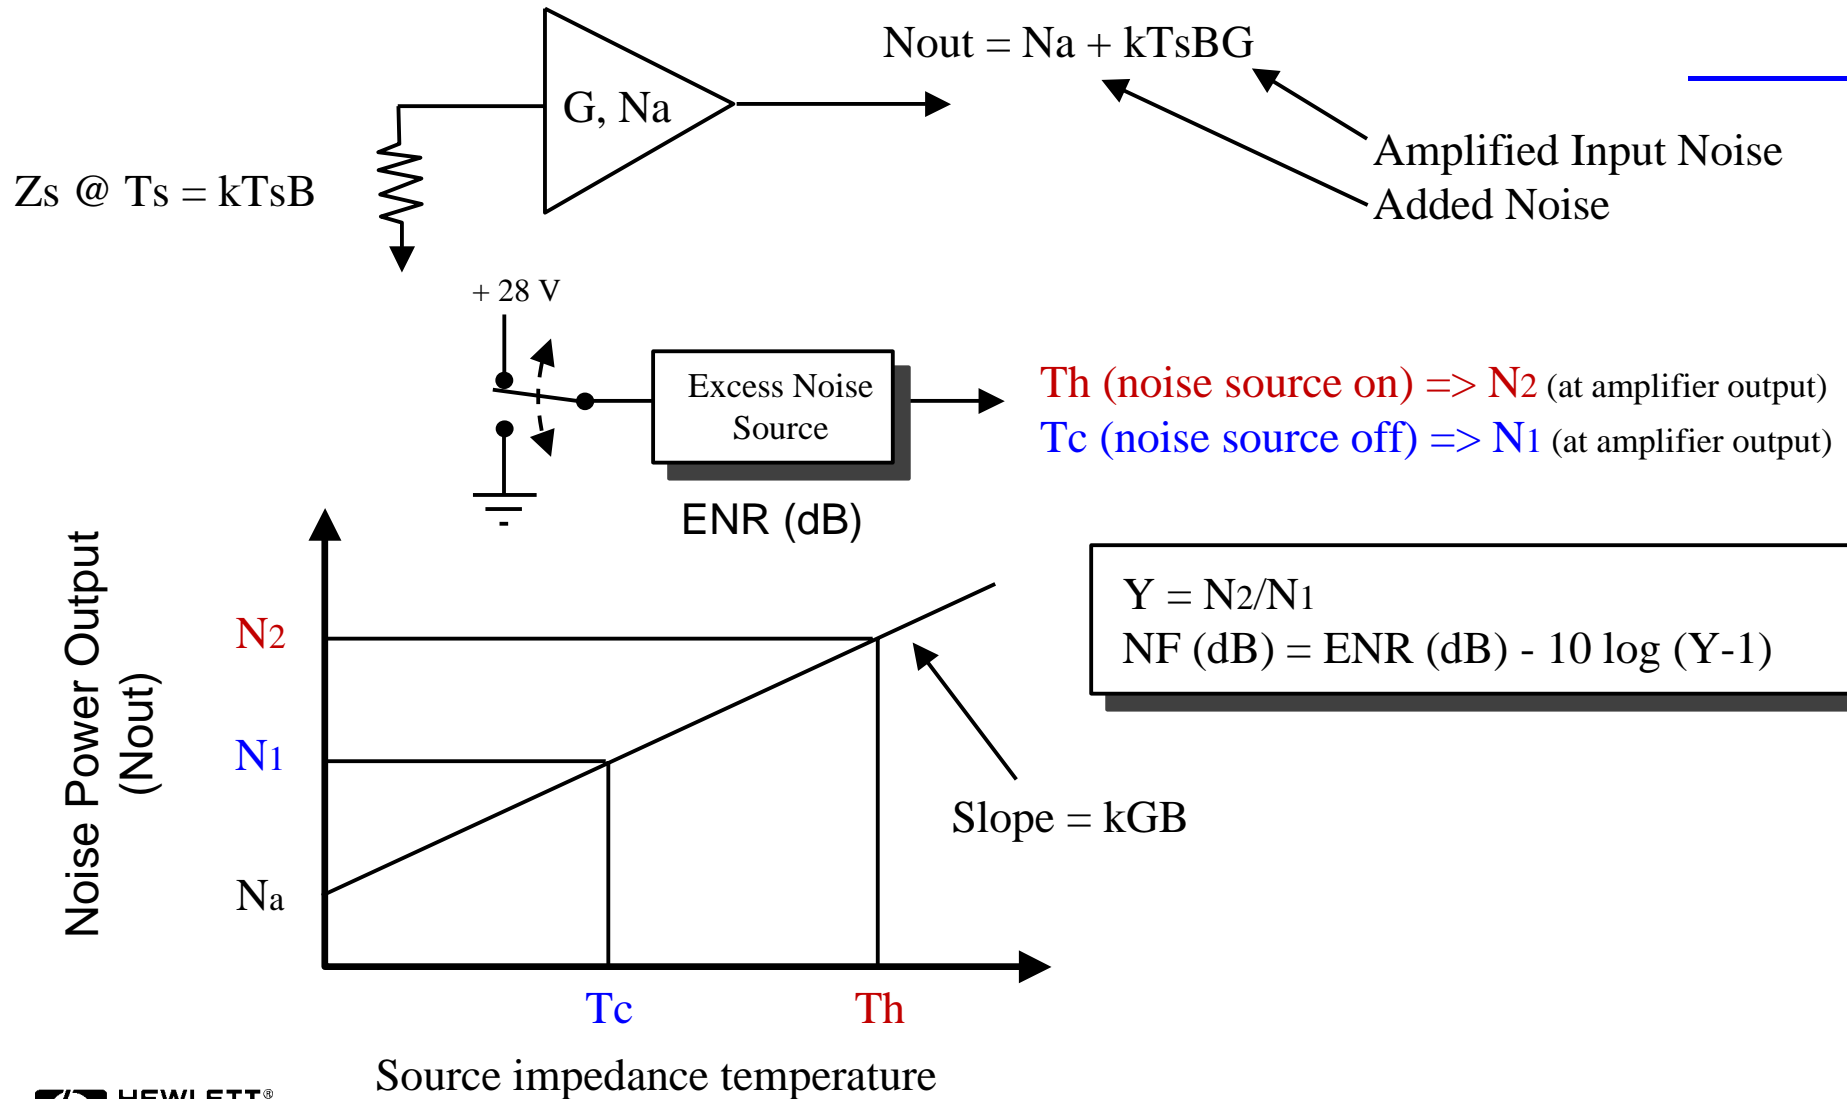 Nout = Na + kTsBG
G, Na
Amplified Input Noise
Zs @ Ts = kTsB
Added Noise
+ 28 V
Excess Noise
Source
Th (noise source on) => N2 (at amplifier output)
Tc (noise source off) => N1 (at amplifier output)
ENR (dB)
Noise Power Output
(Nout)
N2
N1
Na
Y = N2/N1
NF (dB) = ENR (dB) - 10 log (Y-1)
Slope = kGB
Tc
Th
Source impedance temperature
HEWLETT®